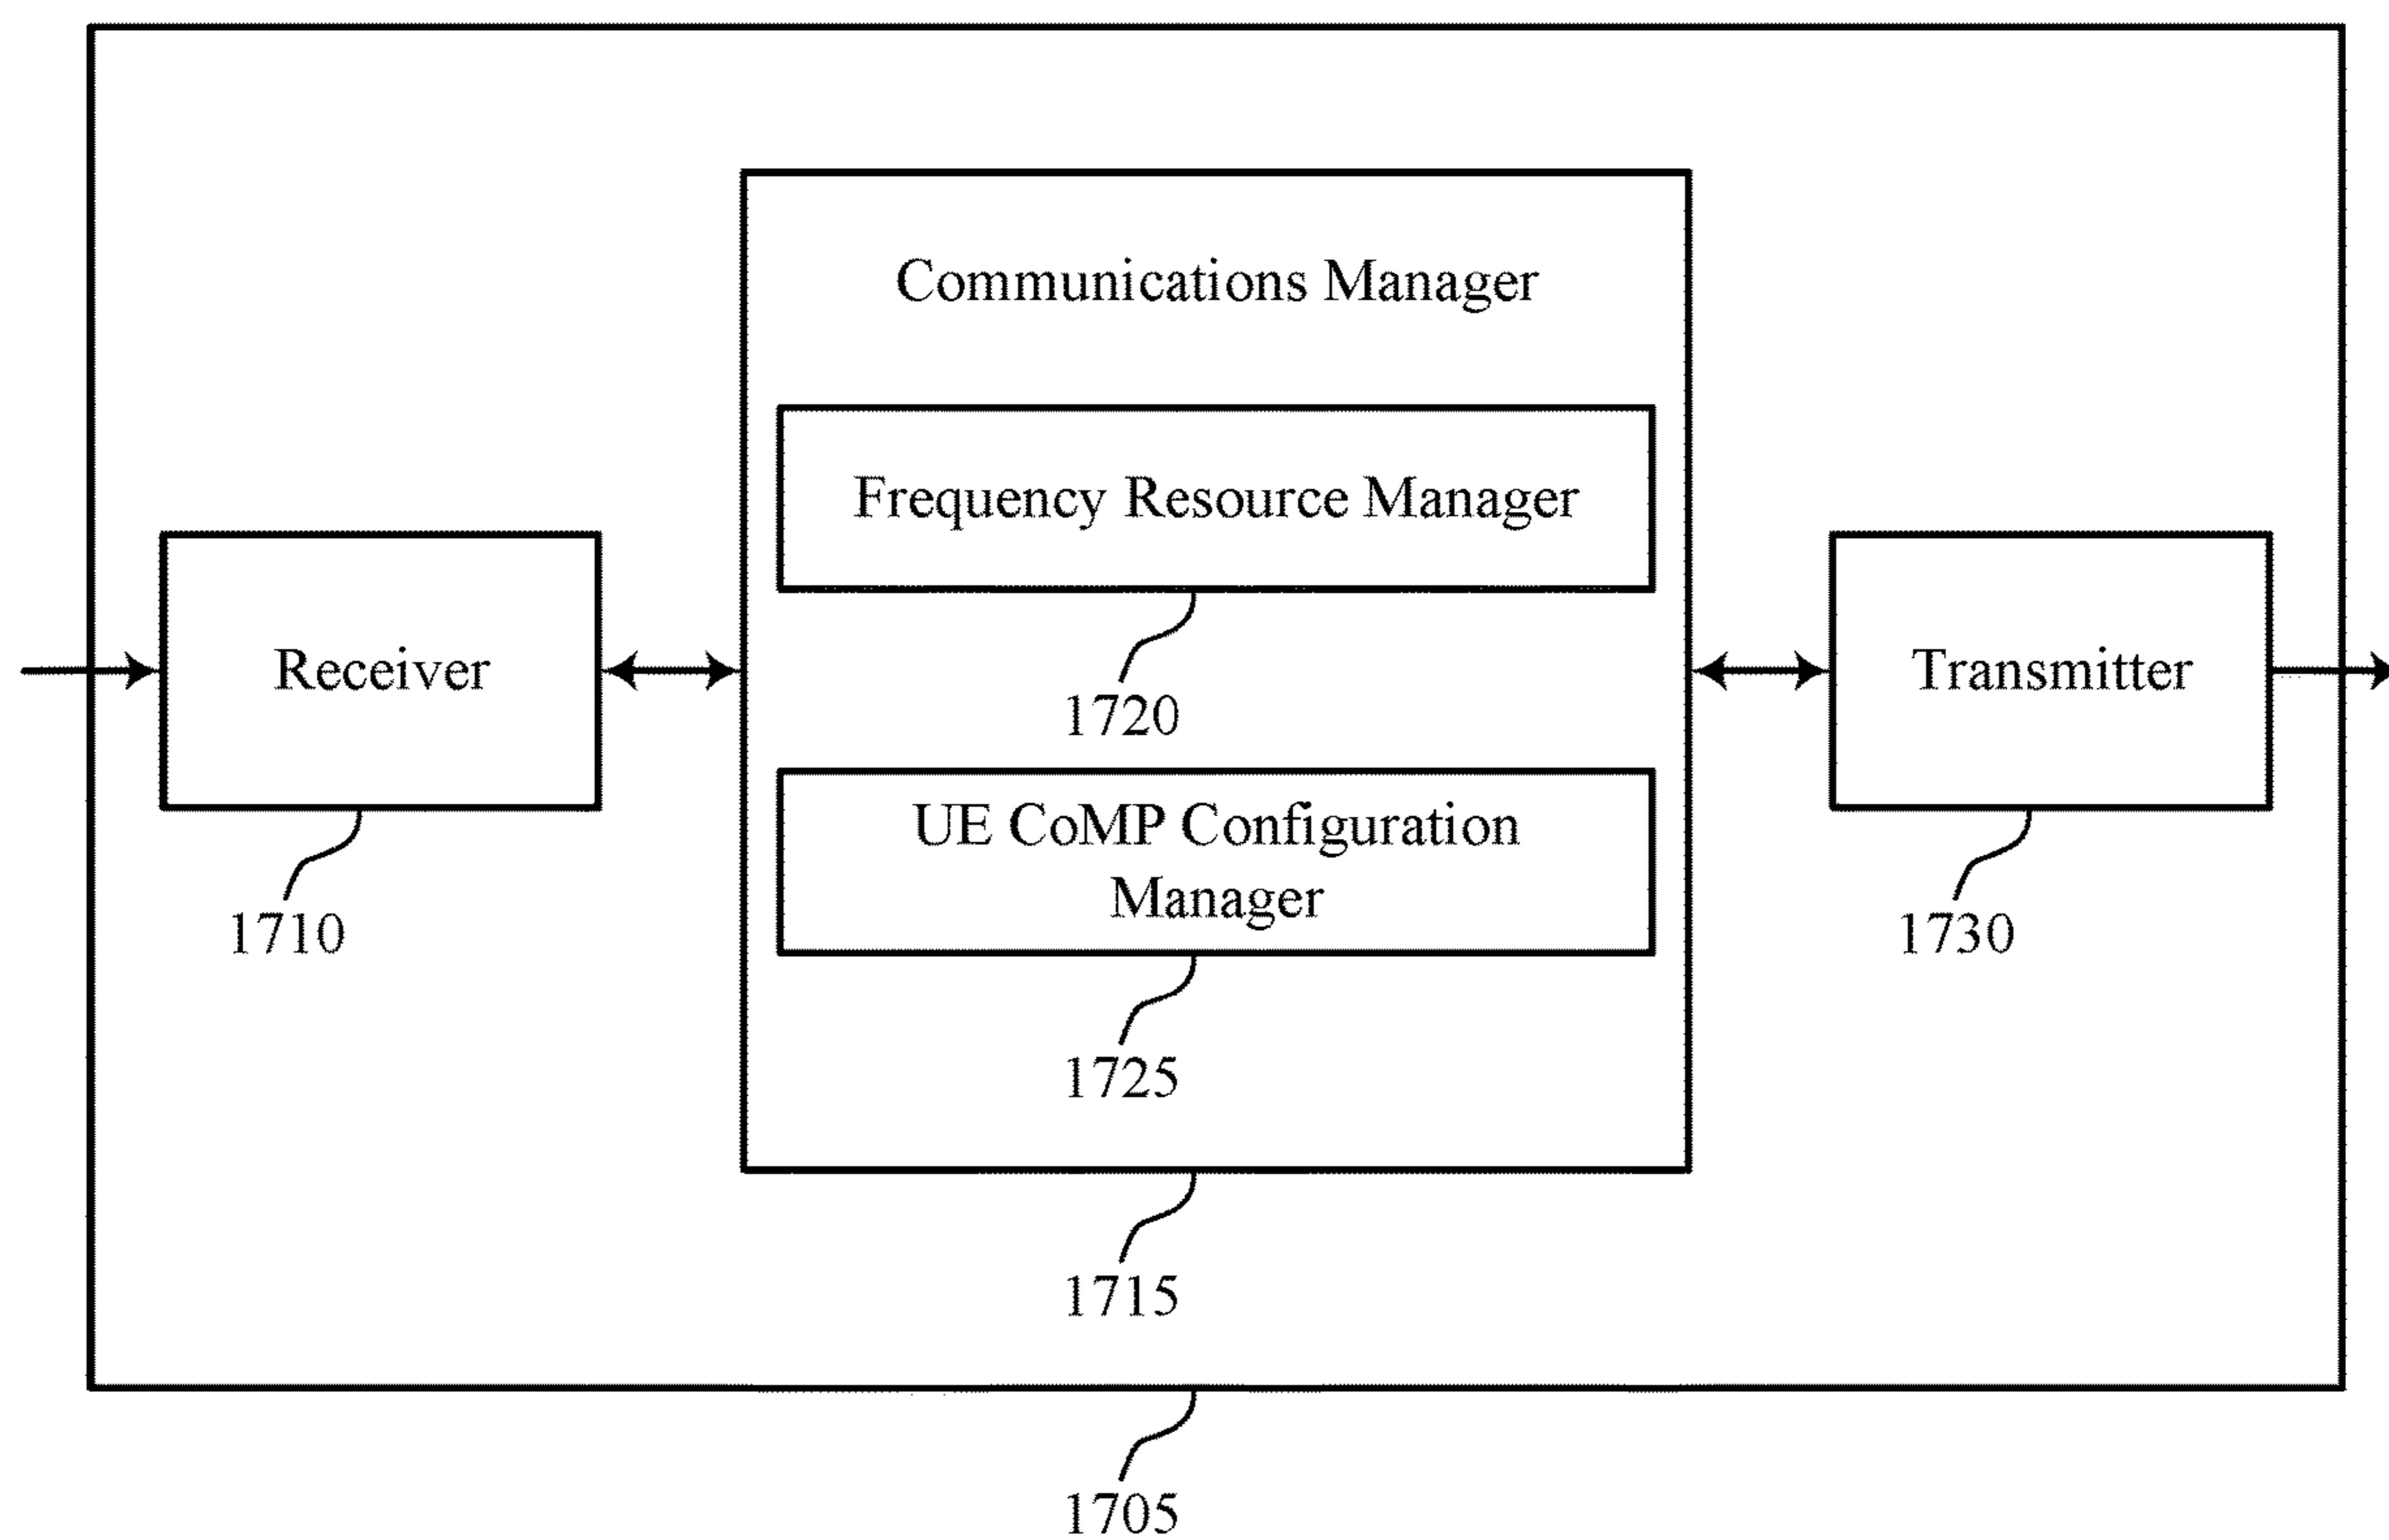 Communications Manager
Frequency Resource Manager
1720
UE CoMP Configuration
Manager
1725
1715
Receiver
1710
Transmitter
1730
1705